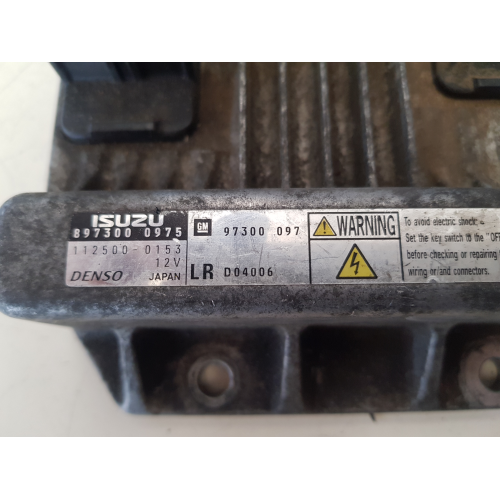 ISUZU
897300 0975
112500-0153
12V
DENSO JAPAN
GM 97300 097
LR D04006
WARNING
To avoid electric shock:
Set the key switch to the "OF
before checking or repairing
wiring or/and connectors.